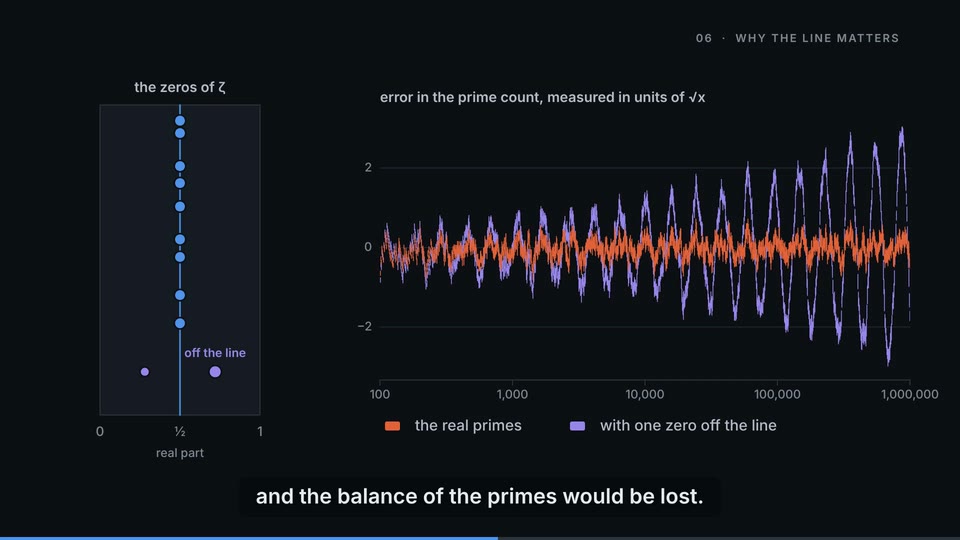 06 · WHY THE LINE MATTERS
the zeros of ζ
error in the prime count, measured in units of √x
2
0
−2
off the line
100
1,000
10,000
100,000
1,000,000
0
½
1
real part
the real primes
with one zero off the line
and the balance of the primes would be lost.